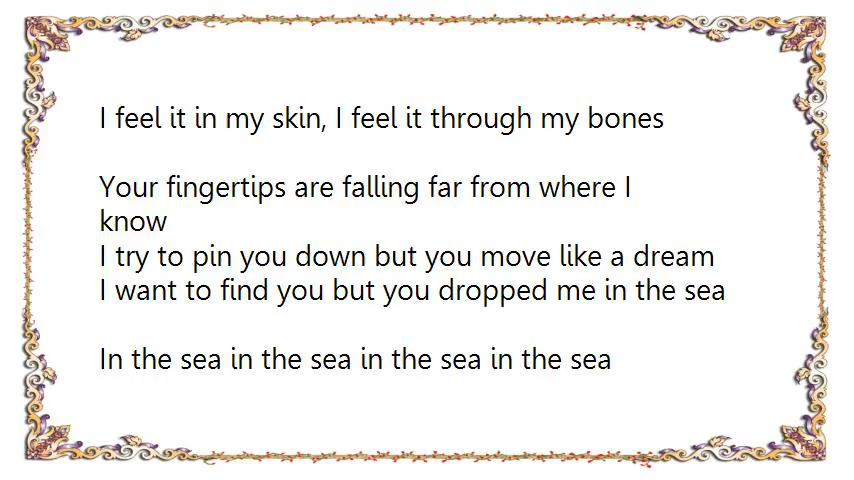 I feel it in my skin, I feel it through my bones
Your fingertips are falling far from where I
know
I try to pin you down but you move like a dream
I want to find you but you dropped me in the sea
In the sea in the sea in the sea in the sea